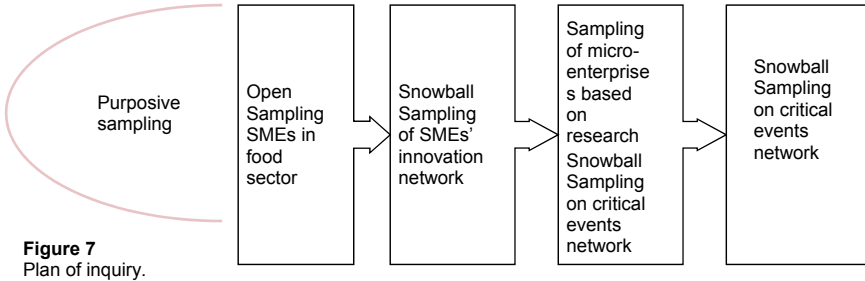 Purposive
sampling
Open
Sampling
SMEs in
food
sector
Snowball
Sampling
of SMEs'
innovation
network
Sampling
of micro-
enterprise
s based
on
research
Snowball
Sampling
on critical
events
network
Snowball
Sampling
on critical
events
network
Figure 7
Plan of inquiry.